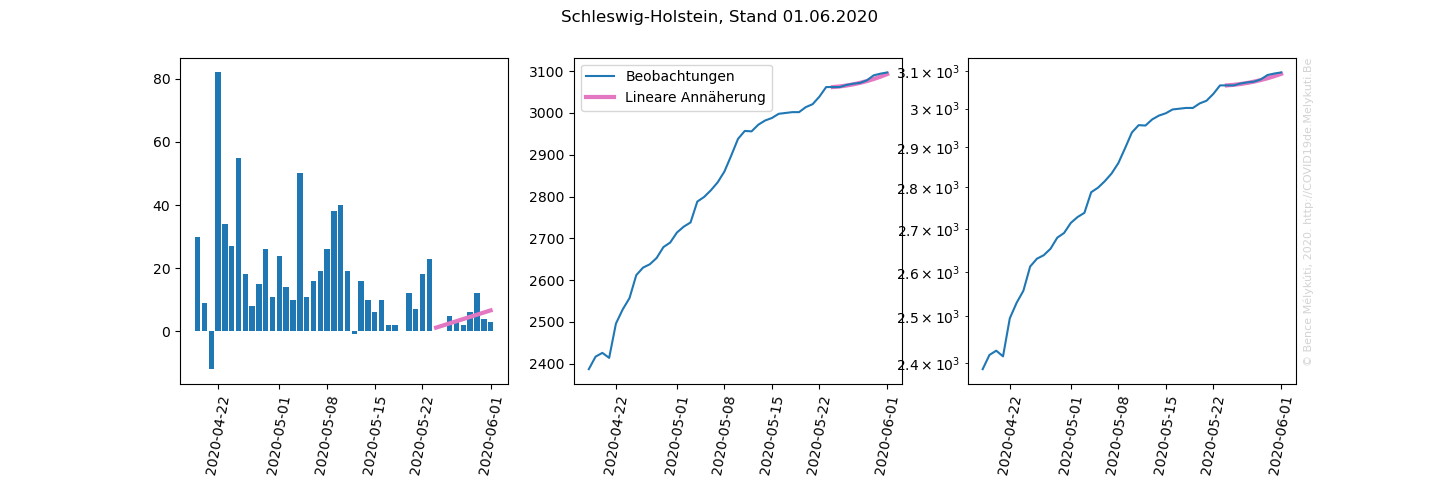 Schleswig-Holstein, Stand 01.06.2020
80
60
40
20
0
2020-04-22
2020-05-01
2020-05-08
2020-05-15
2020-05-22
2020-06-01
3100
3000
2900
2800
2700
2600
2500
2400
Beobachtungen
Lineare Annäherung
2020-04-22
2020-05-01
2020-05-08
2020-05-15
2020-05-22
2020-06-01
3.1 × 10³
3 × 10³
2.9 × 10³
2.8 × 10³
2.7 × 10³
2.6 × 10³
2.5 × 10³
2.4 × 10³
2020-04-22
2020-05-01
2020-05-08
2020-05-15
2020-05-22
2020-06-01
© Bence Mélykúti, 2020. http://COVID19de.Melykuti.Be